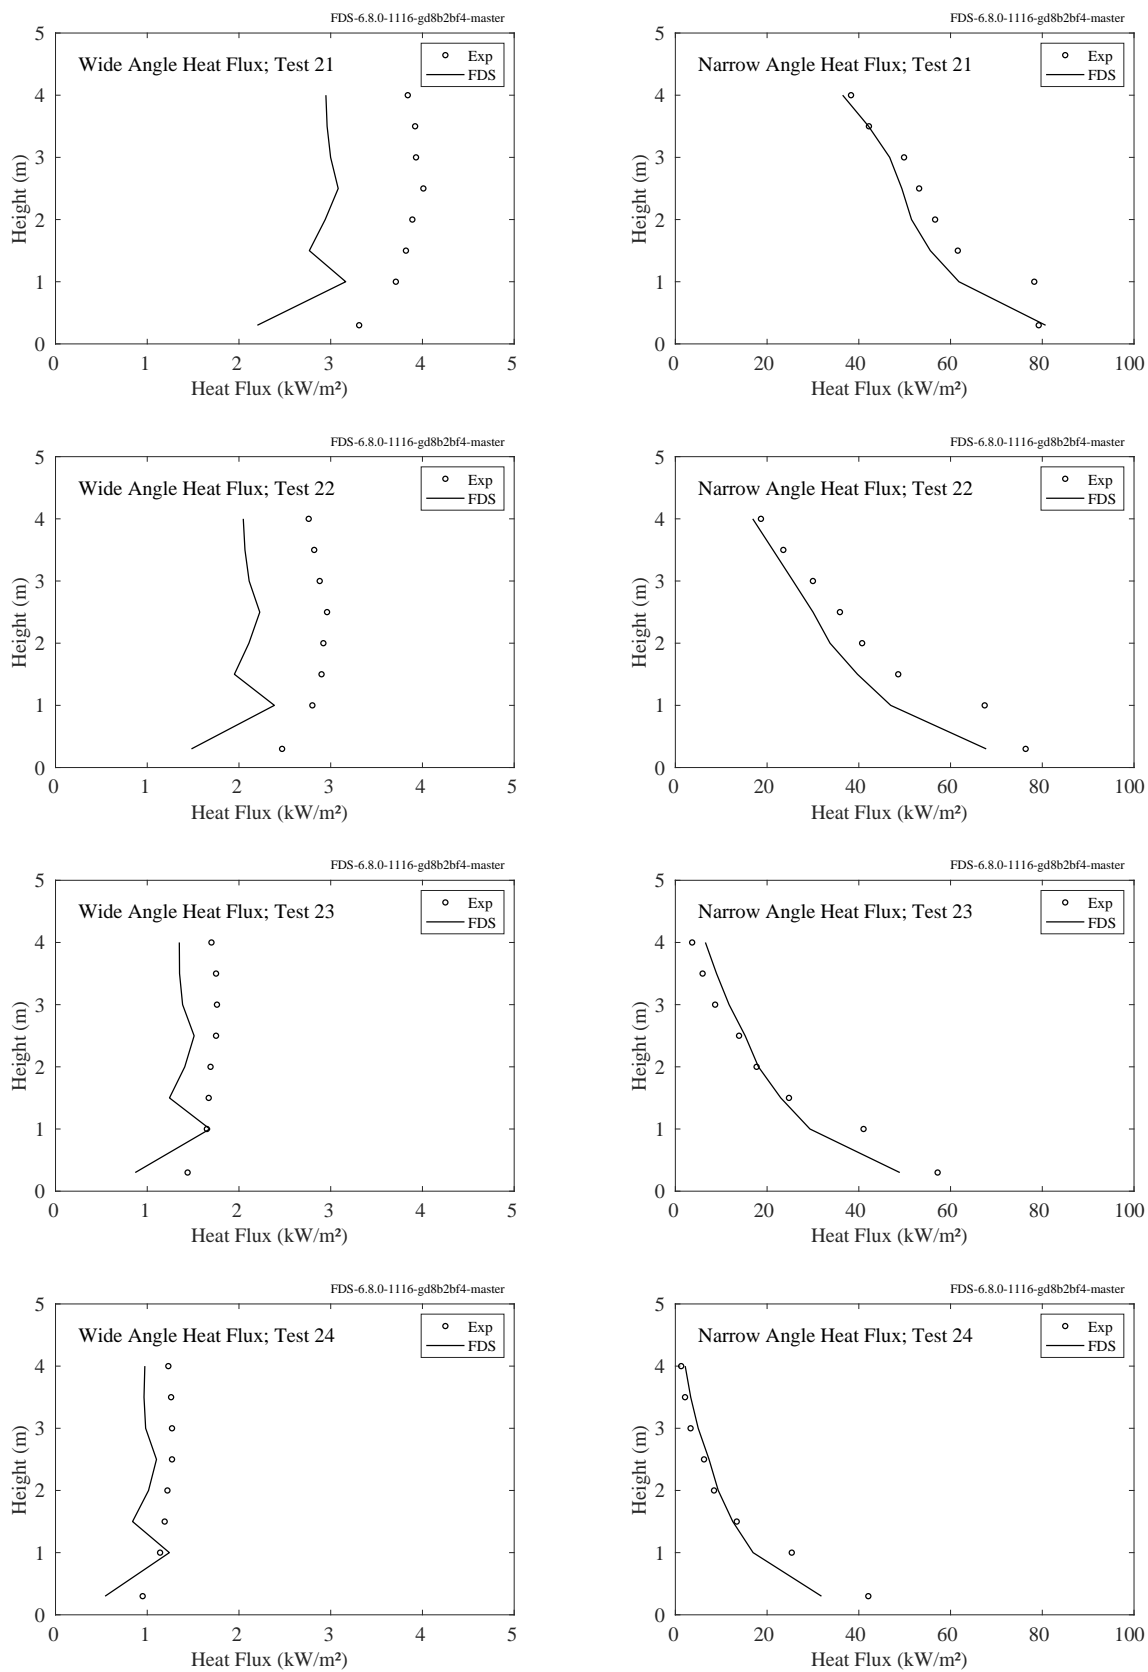 FDS-6.8.0-1116-gd8b2bf4-master
Wide Angle Heat Flux; Test 21
Exp
FDS
5
4
3
2
1
0
Height (m)
0 1 2 3 4 5
Heat Flux (kW/m²)
FDS-6.8.0-1116-gd8b2bf4-master
Narrow Angle Heat Flux; Test 21
Exp
FDS
5
4
3
2
1
0
Height (m)
0 20 40 60 80 100
Heat Flux (kW/m²)
FDS-6.8.0-1116-gd8b2bf4-master
Wide Angle Heat Flux; Test 22
Exp
FDS
5
4
3
2
1
0
Height (m)
0 1 2 3 4 5
Heat Flux (kW/m²)
FDS-6.8.0-1116-gd8b2bf4-master
Narrow Angle Heat Flux; Test 22
Exp
FDS
5
4
3
2
1
0
Height (m)
0 20 40 60 80 100
Heat Flux (kW/m²)
FDS-6.8.0-1116-gd8b2bf4-master
Wide Angle Heat Flux; Test 23
Exp
FDS
5
4
3
2
1
0
Height (m)
0 1 2 3 4 5
Heat Flux (kW/m²)
FDS-6.8.0-1116-gd8b2bf4-master
Narrow Angle Heat Flux; Test 23
Exp
FDS
5
4
3
2
1
0
Height (m)
0 20 40 60 80 100
Heat Flux (kW/m²)
FDS-6.8.0-1116-gd8b2bf4-master
Wide Angle Heat Flux; Test 24
Exp
FDS
5
4
3
2
1
0
Height (m)
0 1 2 3 4 5
Heat Flux (kW/m²)
FDS-6.8.0-1116-gd8b2bf4-master
Narrow Angle Heat Flux; Test 24
Exp
FDS
5
4
3
2
1
0
Height (m)
0 20 40 60 80 100
Heat Flux (kW/m²)